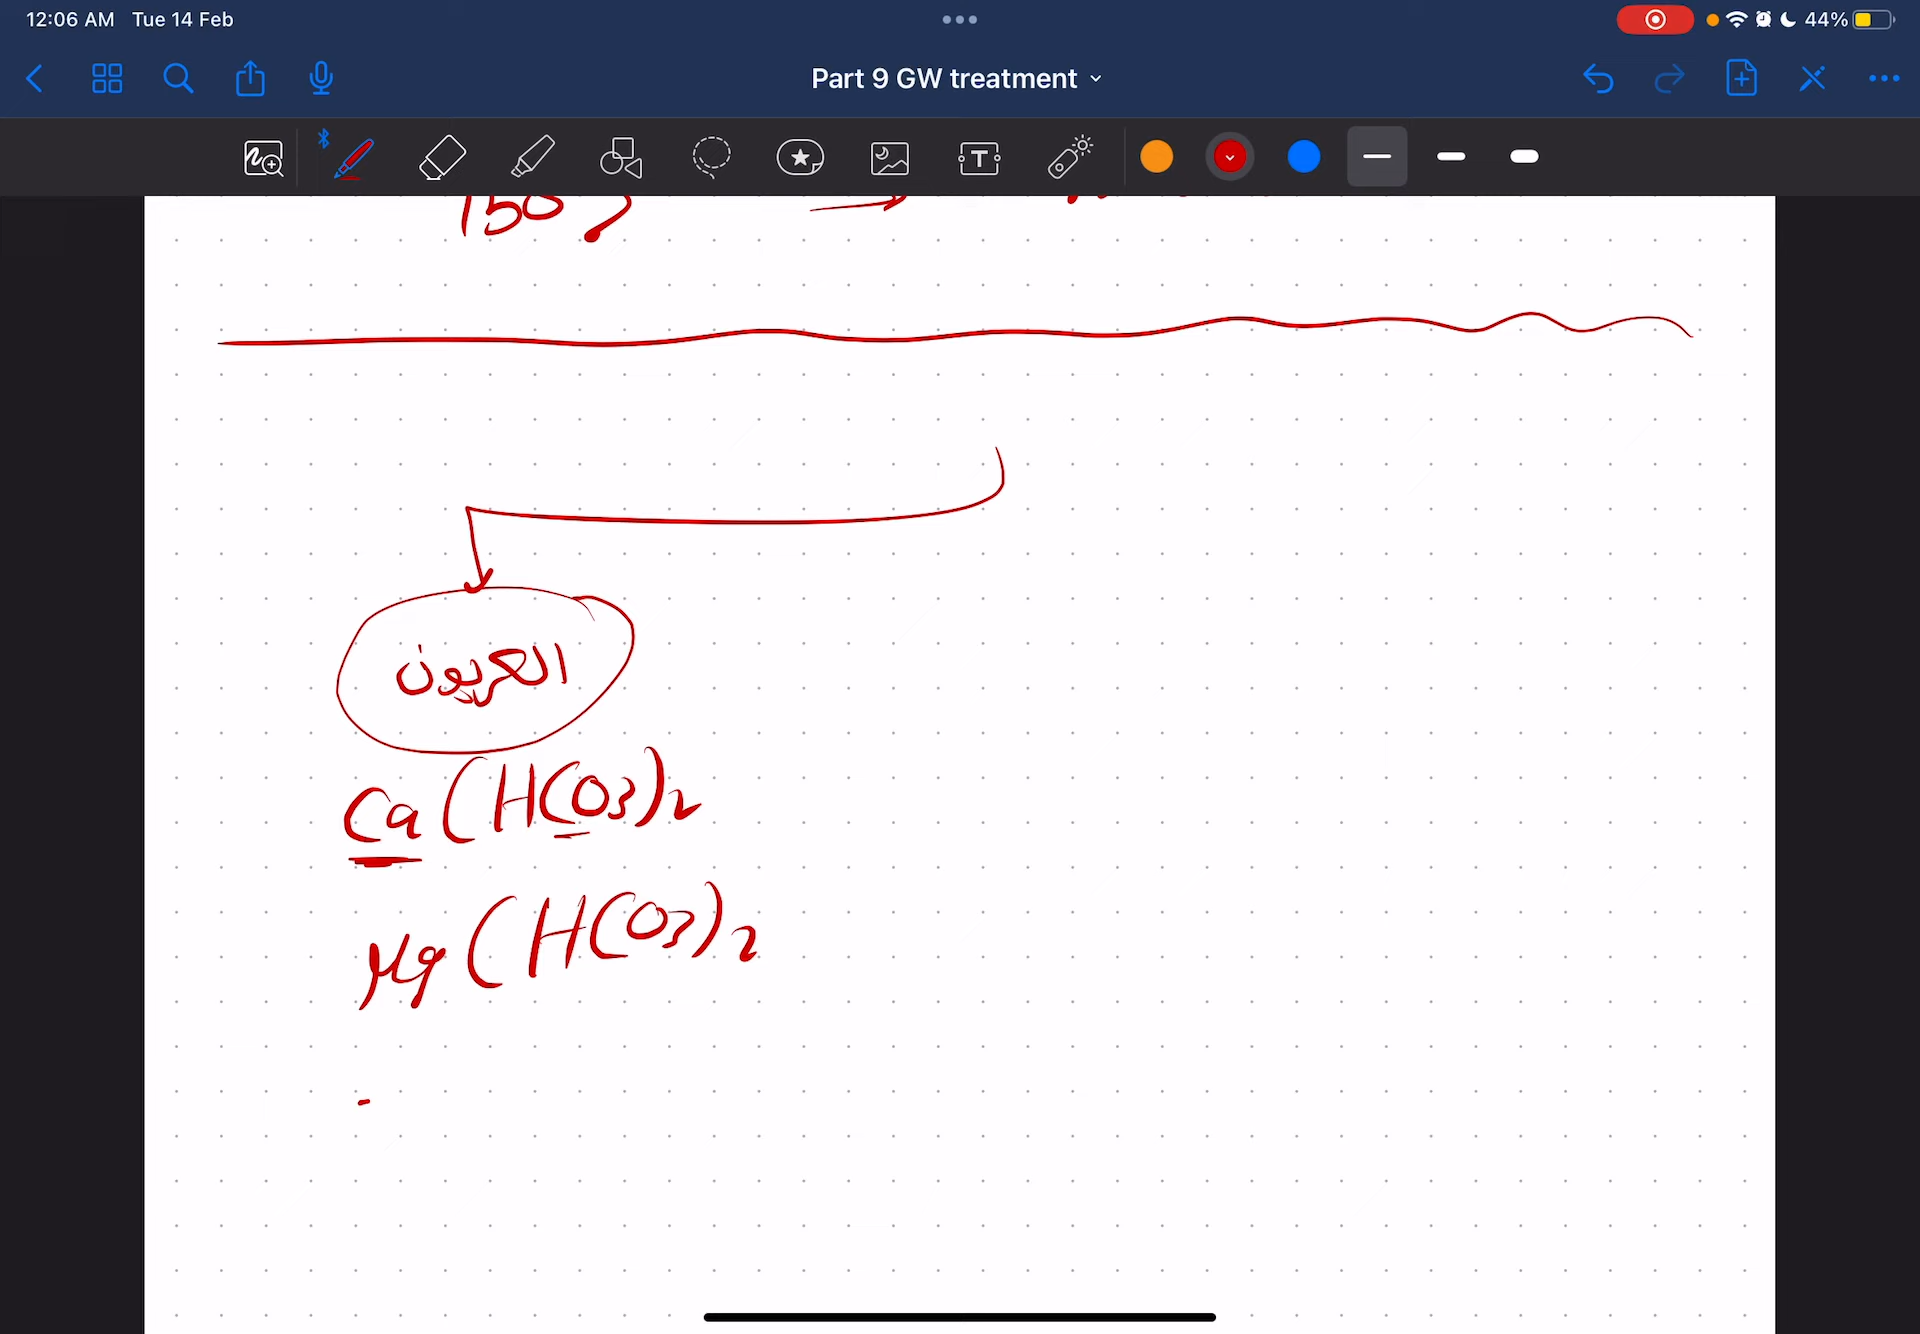 12:06 AM Tue 14 Feb
44%
Part 9 GW treatment
T
150
العربون
Ca(HCO3)2
Mg(HCO3)2